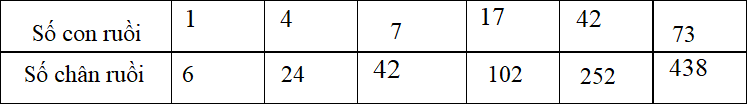 Số con ruồi 1 4 7 17 42 73
Số chân ruồi 6 24 42 102 252 438